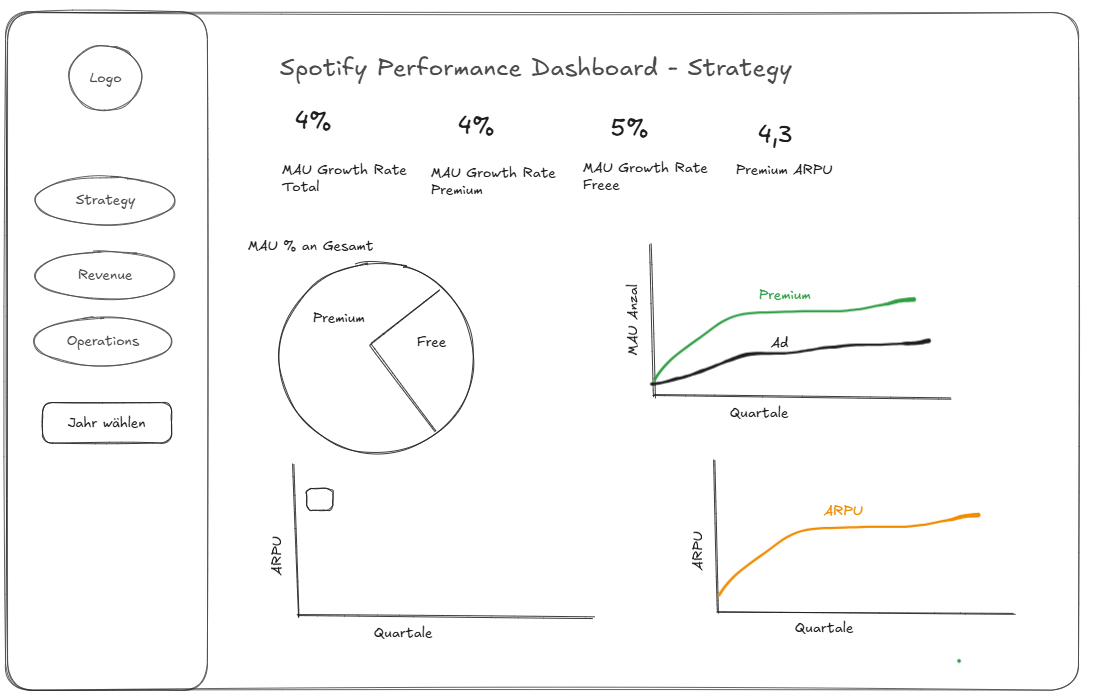 Logo
Strategy
Revenue
Operations
Jahr wählen
Spotify Performance Dashboard - Strategy
4%
MAU Growth Rate
Total
4%
MAU Growth Rate
Premium
5%
MAU Growth Rate
Freee
4,3
Premium ARPU
MAU % an Gesamt
Premium
Free
MAU Anzal
Premium
Ad
Quartale
ARPU
Quartale
ARPU
ARPU
Quartale